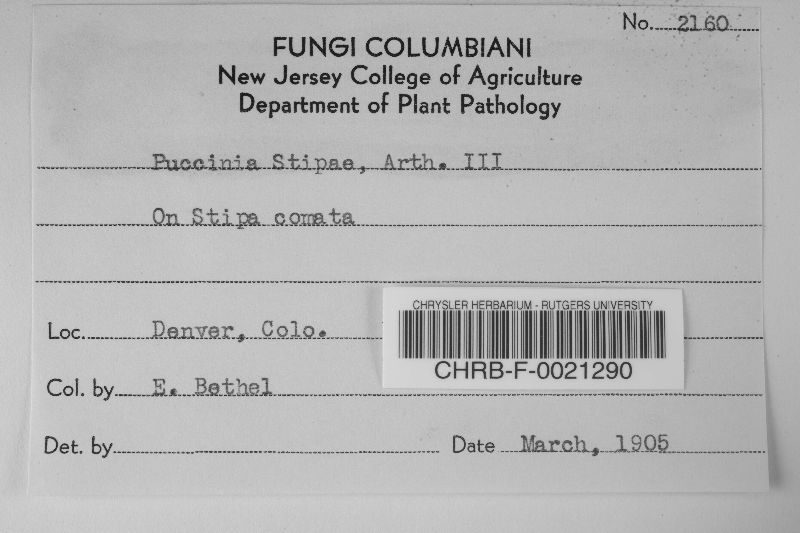 No. 2160
FUNGI COLUMBIANI
New Jersey College of Agriculture
Department of Plant Pathology
Puccinia Stipae, Arth. III
On Stipa comata
Loc. Denver, Colo.
CHRYSLER HERBARIUM - RUTGERS UNIVERSITY
CHRB-F-0021290
Col. by E. Bethel
Det. by
Date March, 1905